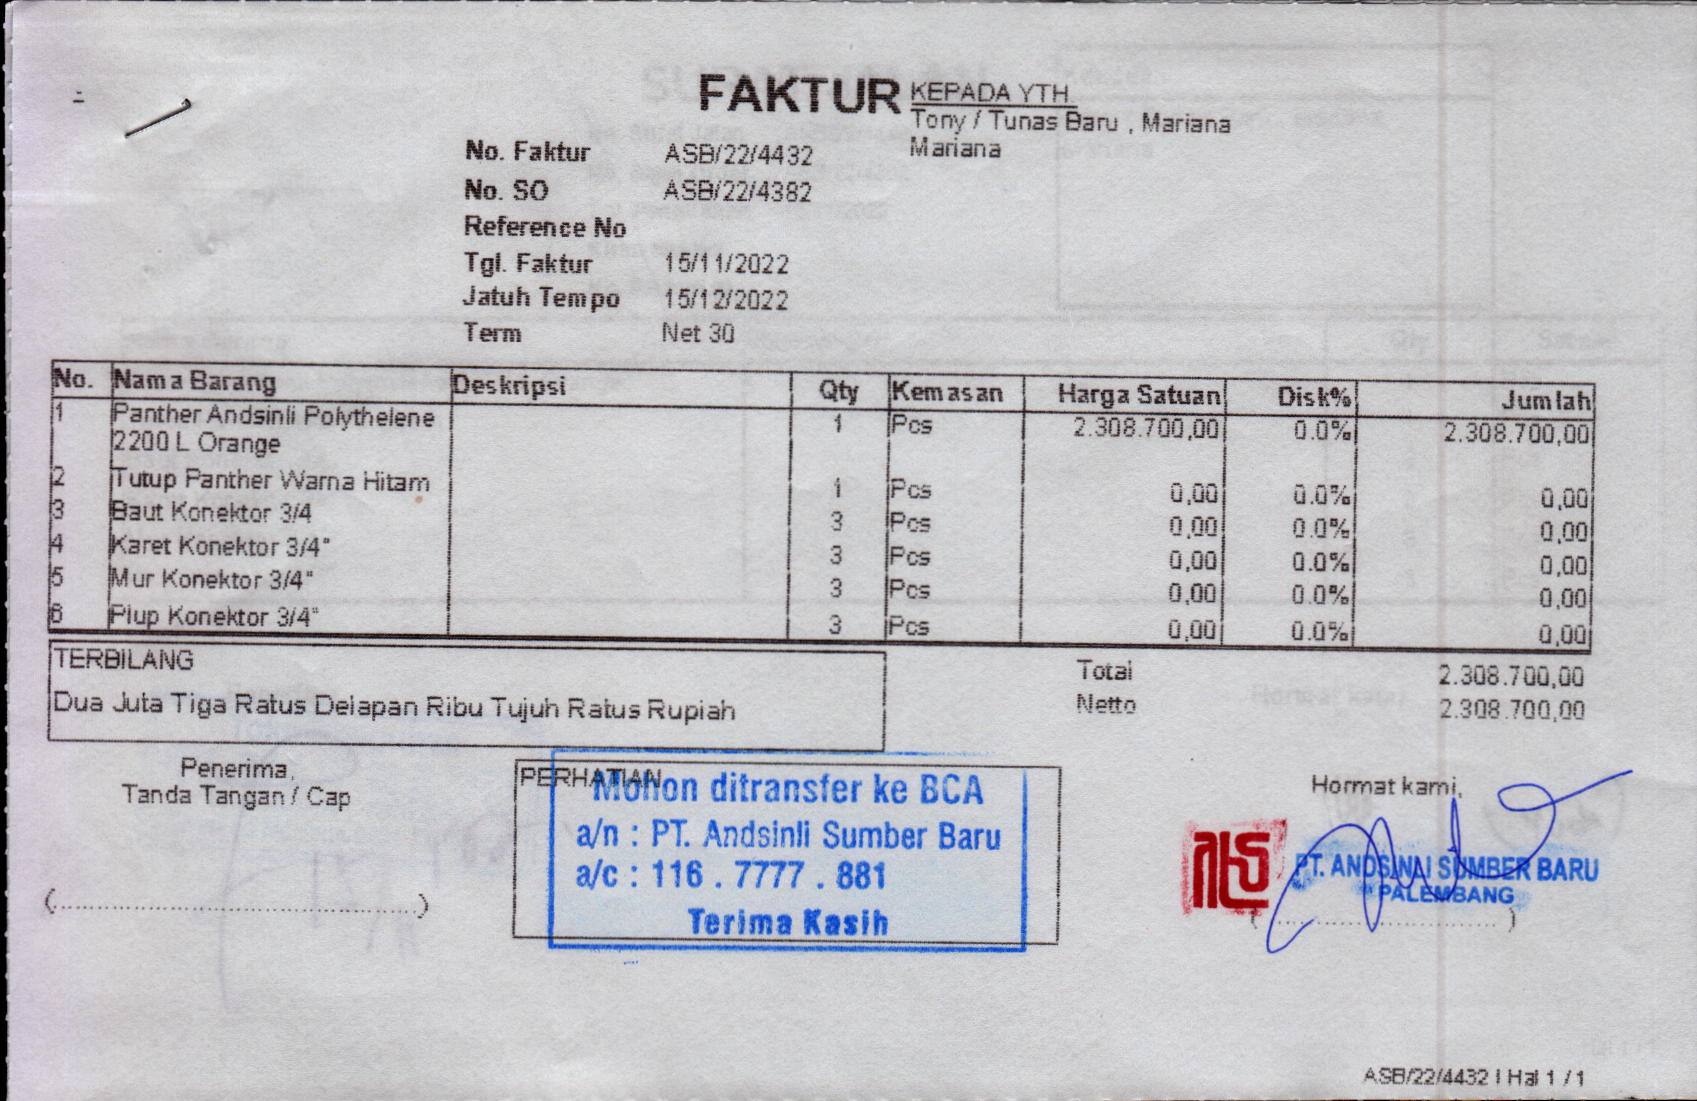 FAKTUR
KEPADA YTH.
Tony / Tunas Baru , Mariana
Mariana
No. Faktur ASB/22/4432
No. SO ASB/22/4382
Reference No
Tgl. Faktur 15/11/2022
Jatuh Tempo 15/12/2022
Term Net 30
No. Nama Barang Deskripsi Qty Kemasan Harga Satuan Disk% Jumlah
1 Panther Andsinli Polythelene 1 Pcs 2.308.700,00 0.0% 2.308.700,00
2200 L Orange
2 Tutup Panther Warna Hitam 1 Pcs 0,00 0.0% 0,00
3 Baut Konektor 3/4 3 Pcs 0,00 0.0% 0,00
4 Karet Konektor 3/4" 3 Pcs 0,00 0.0% 0,00
5 Mur Konektor 3/4" 3 Pcs 0,00 0.0% 0,00
6 Plup Konektor 3/4" 3 Pcs 0,00 0.0% 0,00
TERBILANG
Dua Juta Tiga Ratus Delapan Ribu Tujuh Ratus Rupiah
Total 2.308.700,00
Netto 2.308.700,00
Penerima,
Tanda Tangan / Cap
(..........................................)
PERHATIAN
Mohon ditransfer ke BCA
a/n : PT. Andsinli Sumber Baru
a/c : 116 . 7777 . 881
Terima Kasih
Hormat kami,
PT. ANDSINLI SUMBER BARU
PALEMBANG
(..............................)
ASB/22/4432 | Hal 1 / 1